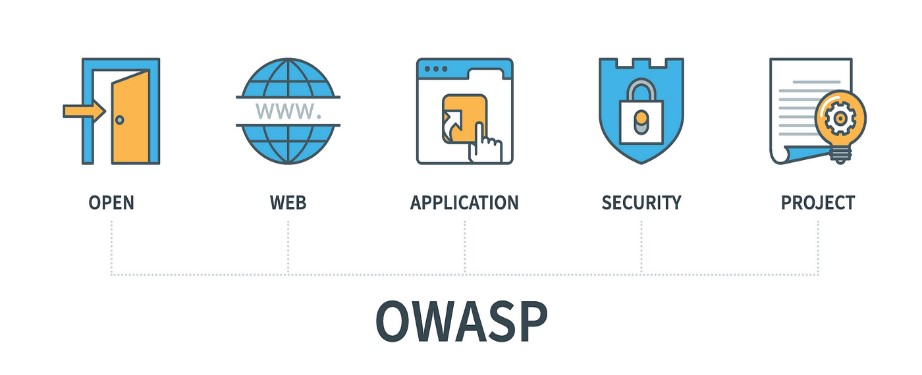 WWW.
OPEN
WEB
APPLICATION
SECURITY
PROJECT
OWASP